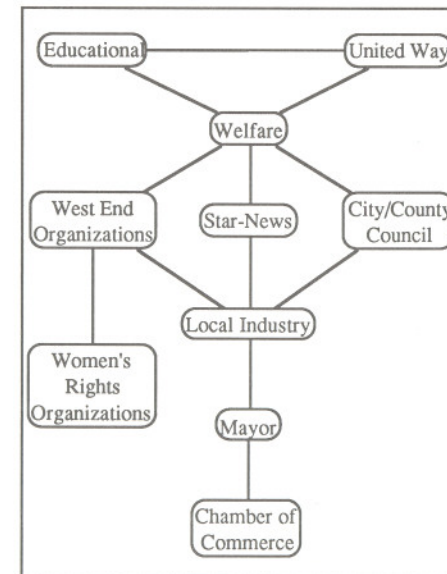 Educational
United Way
Welfare
West End
Organizations
Star-News
City/County
Council
Local Industry
Women's
Rights
Organizations
Mayor
Chamber of
Commerce